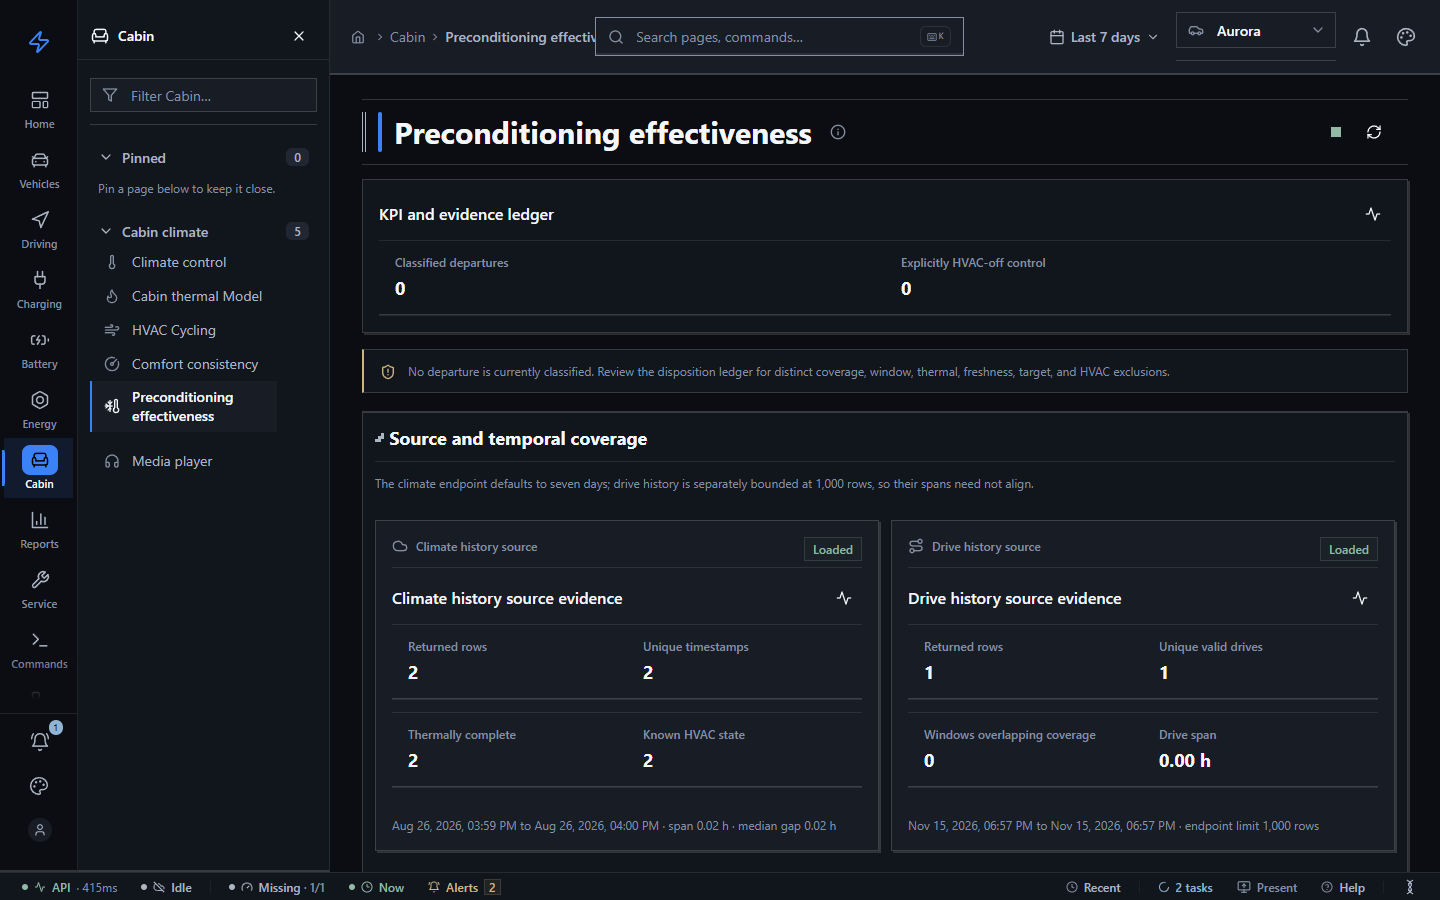 Cabin
Filter Cabin...
Pinned
0
Pin a page below to keep it close.
Cabin climate
5
Climate control
Cabin thermal Model
HVAC Cycling
Comfort consistency
Preconditioning
effectiveness
Media player
Home
Vehicles
Driving
Charging
Battery
Energy
Cabin
Reports
Service
Commands
1
Cabin
Preconditioning effectiv
Search pages, commands...
K
Last 7 days
Aurora
Preconditioning effectiveness
KPI and evidence ledger
Classified departures
Explicitly HVAC-off control
0
0
No departure is currently classified. Review the disposition ledger for distinct coverage, window, thermal, freshness, target, and HVAC exclusions.
Source and temporal coverage
The climate endpoint defaults to seven days; drive history is separately bounded at 1,000 rows, so their spans need not align.
Climate history source
Loaded
Climate history source evidence
Returned rows
Unique timestamps
2
2
Thermally complete
Known HVAC state
2
2
Aug 26, 2026, 03:59 PM to Aug 26, 2026, 04:00 PM · span 0.02 h · median gap 0.02 h
Drive history source
Loaded
Drive history source evidence
Returned rows
Unique valid drives
1
1
Windows overlapping coverage
Drive span
0
0.00 h
Nov 15, 2026, 06:57 PM to Nov 15, 2026, 06:57 PM · endpoint limit 1,000 rows
API · 415ms
Idle
Missing · 1/1
Now
Alerts 2
Recent
2 tasks
Present
Help